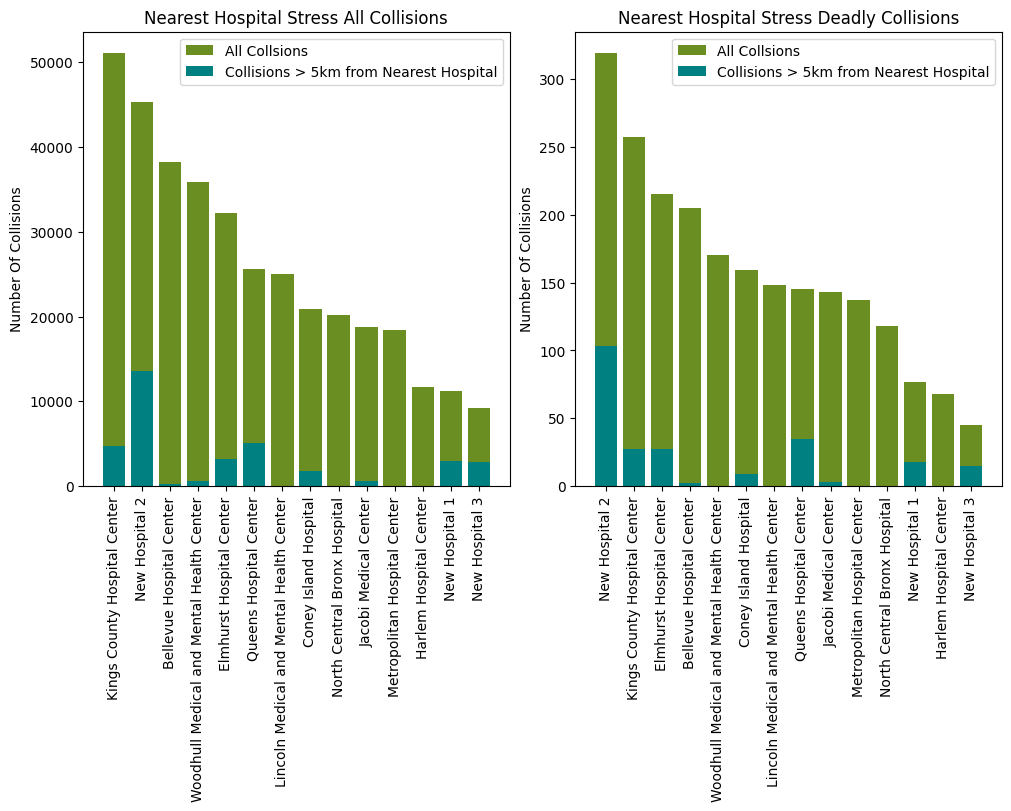 Nearest Hospital Stress All Collisions
All Collsions
Collisions > 5km from Nearest Hospital
Number Of Collisions
50000
40000
30000
20000
10000
0
Kings County Hospital Center
New Hospital 2
Bellevue Hospital Center
Woodhull Medical and Mental Health Center
Elmhurst Hospital Center
Queens Hospital Center
Lincoln Medical and Mental Health Center
Coney Island Hospital
North Central Bronx Hospital
Jacobi Medical Center
Metropolitan Hospital Center
Harlem Hospital Center
New Hospital 1
New Hospital 3
Nearest Hospital Stress Deadly Collisions
All Collsions
Collisions > 5km from Nearest Hospital
Number Of Collisions
300
250
200
150
100
50
0
New Hospital 2
Kings County Hospital Center
Elmhurst Hospital Center
Bellevue Hospital Center
Woodhull Medical and Mental Health Center
Coney Island Hospital
Lincoln Medical and Mental Health Center
Queens Hospital Center
Jacobi Medical Center
Metropolitan Hospital Center
North Central Bronx Hospital
New Hospital 1
Harlem Hospital Center
New Hospital 3